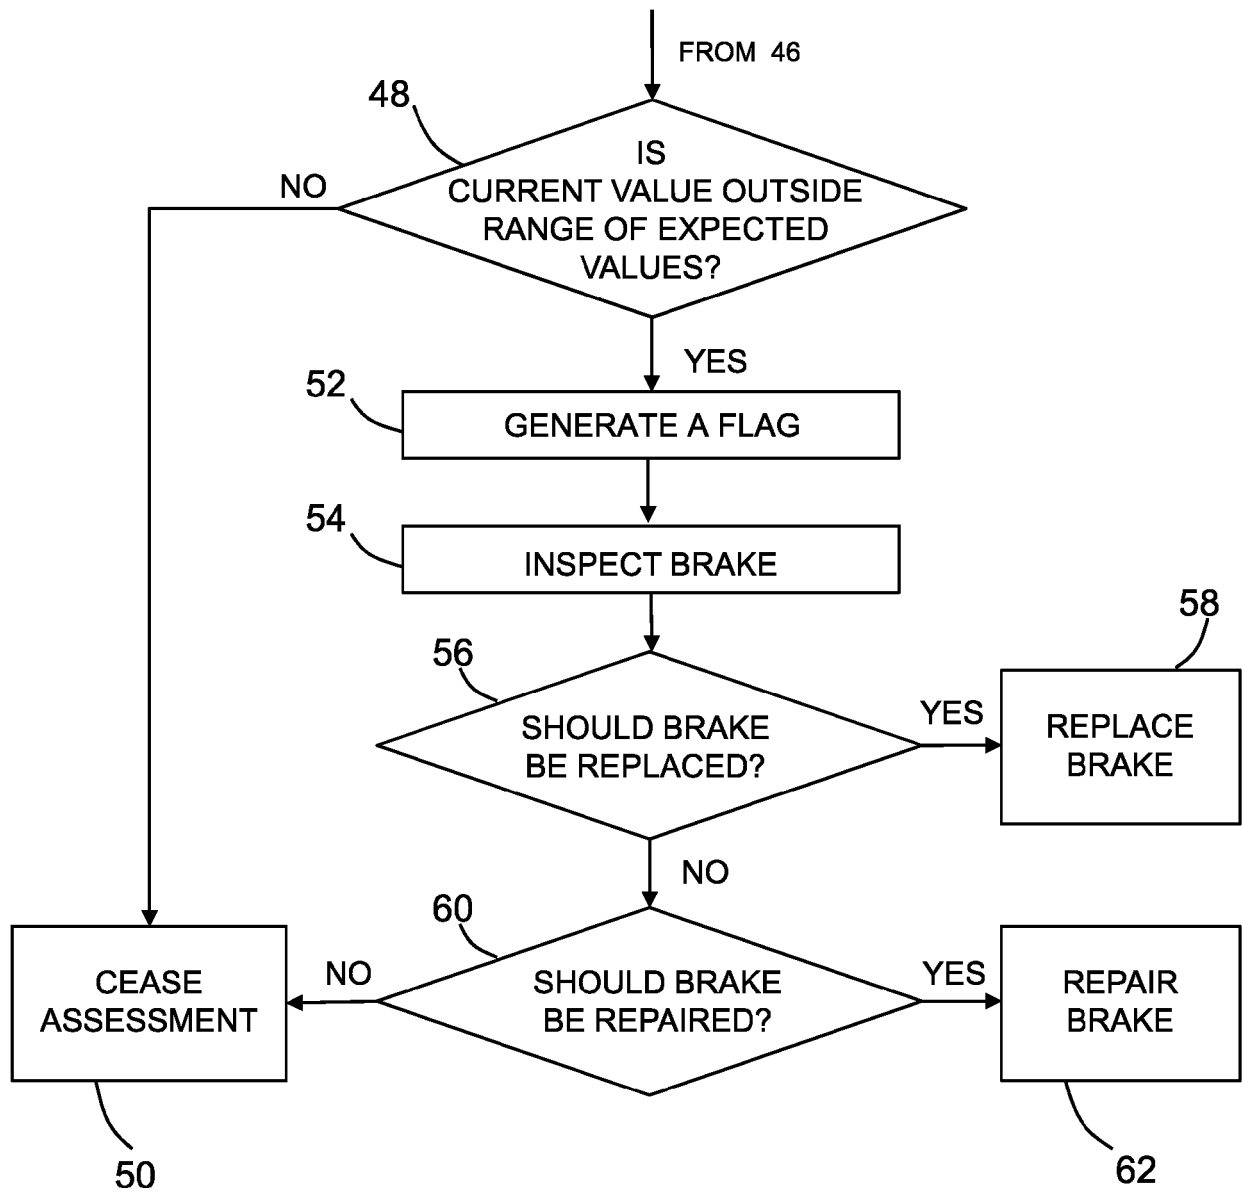 FROM 46
48
IS
CURRENT VALUE OUTSIDE
RANGE OF EXPECTED
VALUES?
NO
YES
52
GENERATE A FLAG
54
INSPECT BRAKE
56
SHOULD BRAKE
BE REPLACED?
YES
58
REPLACE
BRAKE
NO
60
SHOULD BRAKE
BE REPAIRED?
NO
CEASE
ASSESSMENT
50
YES
REPAIR
BRAKE
62